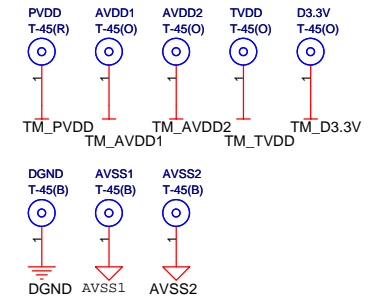 PVDD AVDD1 AVDD2 TVDD D3.3V
T-45(R) T-45(O) T-45(O) T-45(O) T-45(O)
1 1 1 1 1
TM_PVDD TM_AVDD2 TM_D3.3V
TM_AVDD1 TM_TVDD
DGND AVSS1 AVSS2
T-45(B) T-45(B) T-45(B)
1 1 1
DGND AVSS1 AVSS2